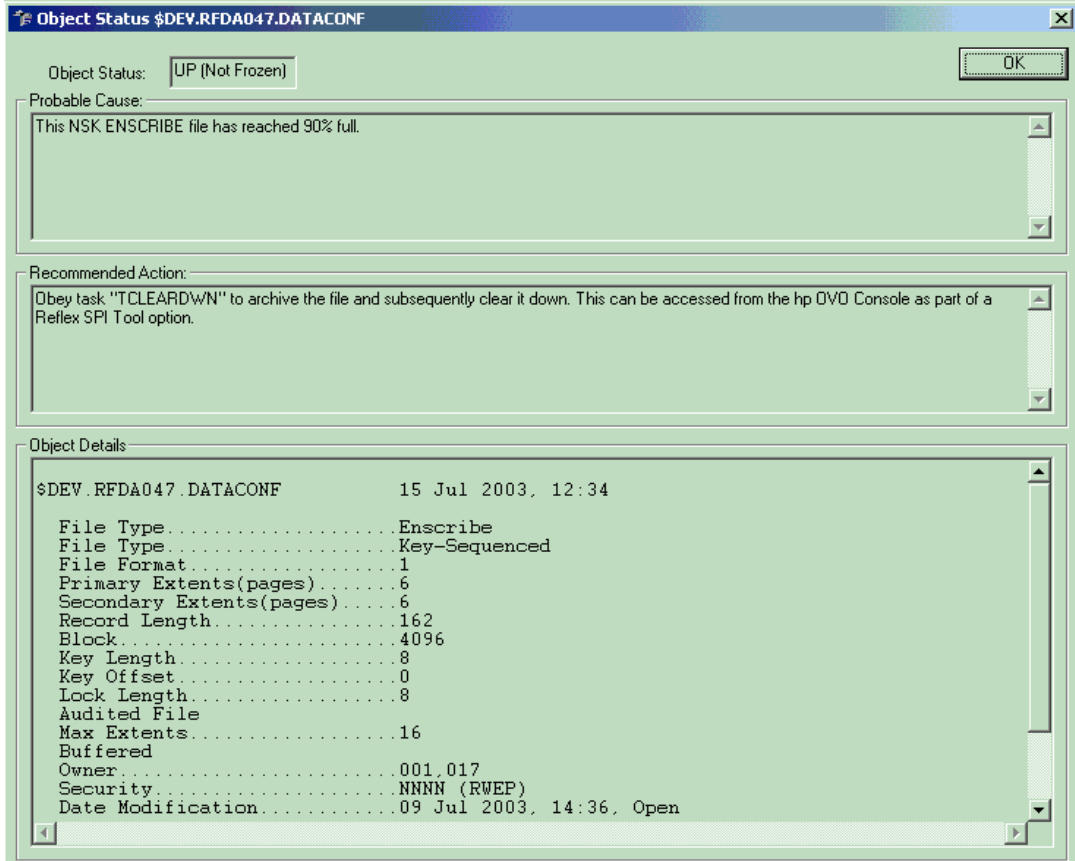 Object Status $DEV.RFDA047.DATACONF
Object Status: UP (Not Frozen)
OK
Probable Cause:
This NSK ENSCRIBE file has reached 90% full.
Recommended Action:
Obey task "TCLEARDWN" to archive the file and subsequently clear it down. This can be accessed from the hp OVO Console as part of a
Reflex SPI Tool option.
Object Details
$DEV.RFDA047.DATACONF 15 Jul 2003, 12:34
File Type.....................Enscribe
File Type.....................Key-Sequenced
File Format...................1
Primary Extents(pages).......6
Secondary Extents(pages).....6
Record Length.................162
Block.........................4096
Key Length....................8
Key Offset....................0
Lock Length...................8
Audited File
Max Extents...................16
Buffered
Owner.........................001,017
Security......................NNNN (RWEP)
Date Modification............09 Jul 2003, 14:36, Open